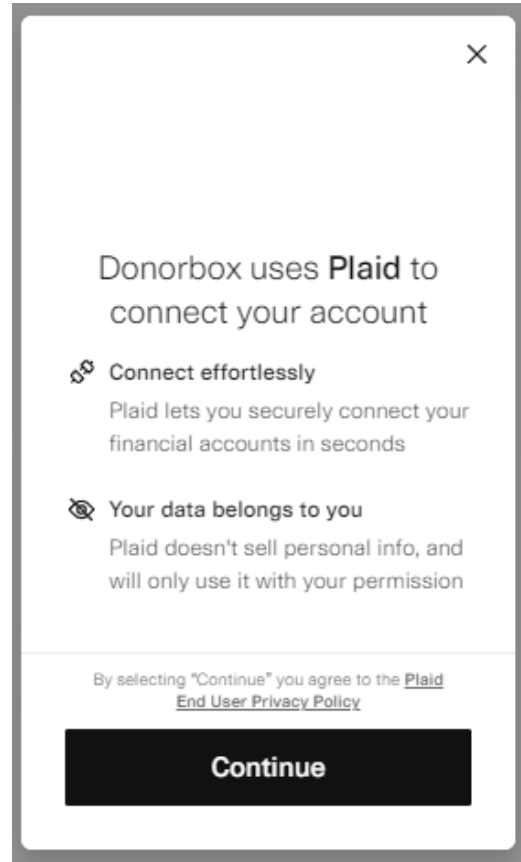 Donorbox uses Plaid to
connect your account
Connect effortlessly
Plaid lets you securely connect your
financial accounts in seconds
Your data belongs to you
Plaid doesn't sell personal info, and
will only use it with your permission
By selecting "Continue" you agree to the Plaid
End User Privacy Policy
Continue